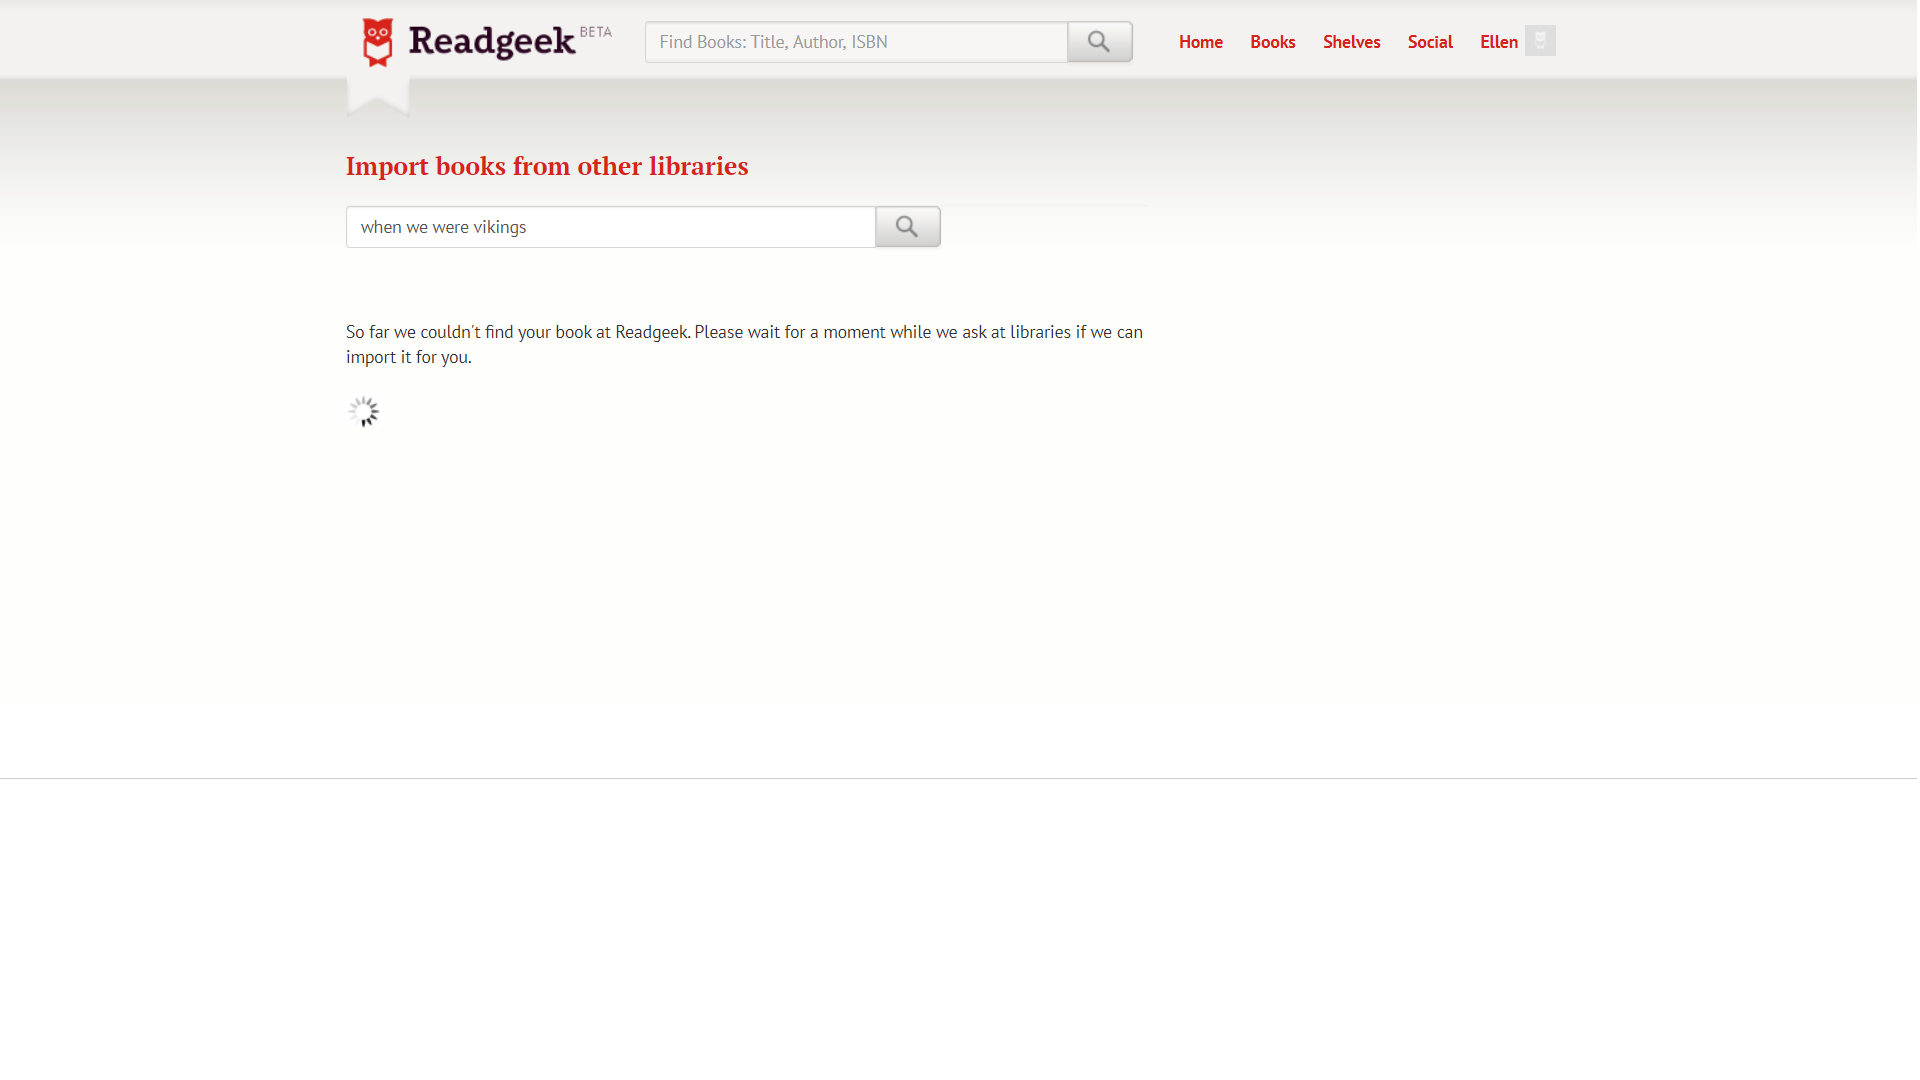 Readgeek BETA
Find Books: Title, Author, ISBN
Home Books Shelves Social Ellen
Import books from other libraries
when we were vikings
So far we couldn't find your book at Readgeek. Please wait for a moment while we ask at libraries if we can
import it for you.